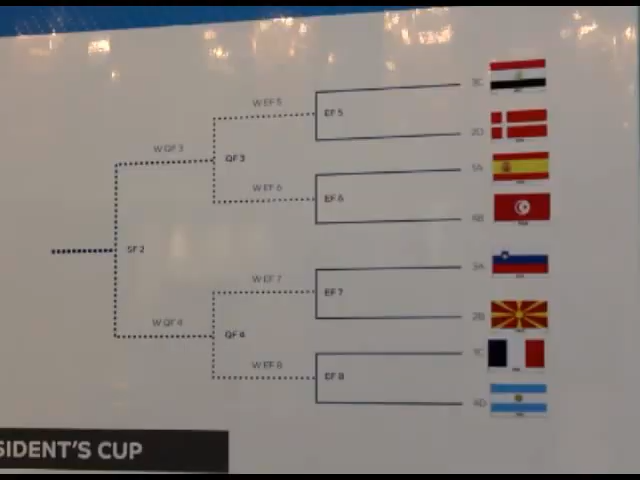 W EF 5
3C
EF 5
2D
W QF 3
QF 3
5A
W EF 6
EF 6
SF 2
3A
W EF 7
EF 7
2B
W QF 4
QF 4
1C
W EF 8
EF 8
4D
SIDENT'S CUP